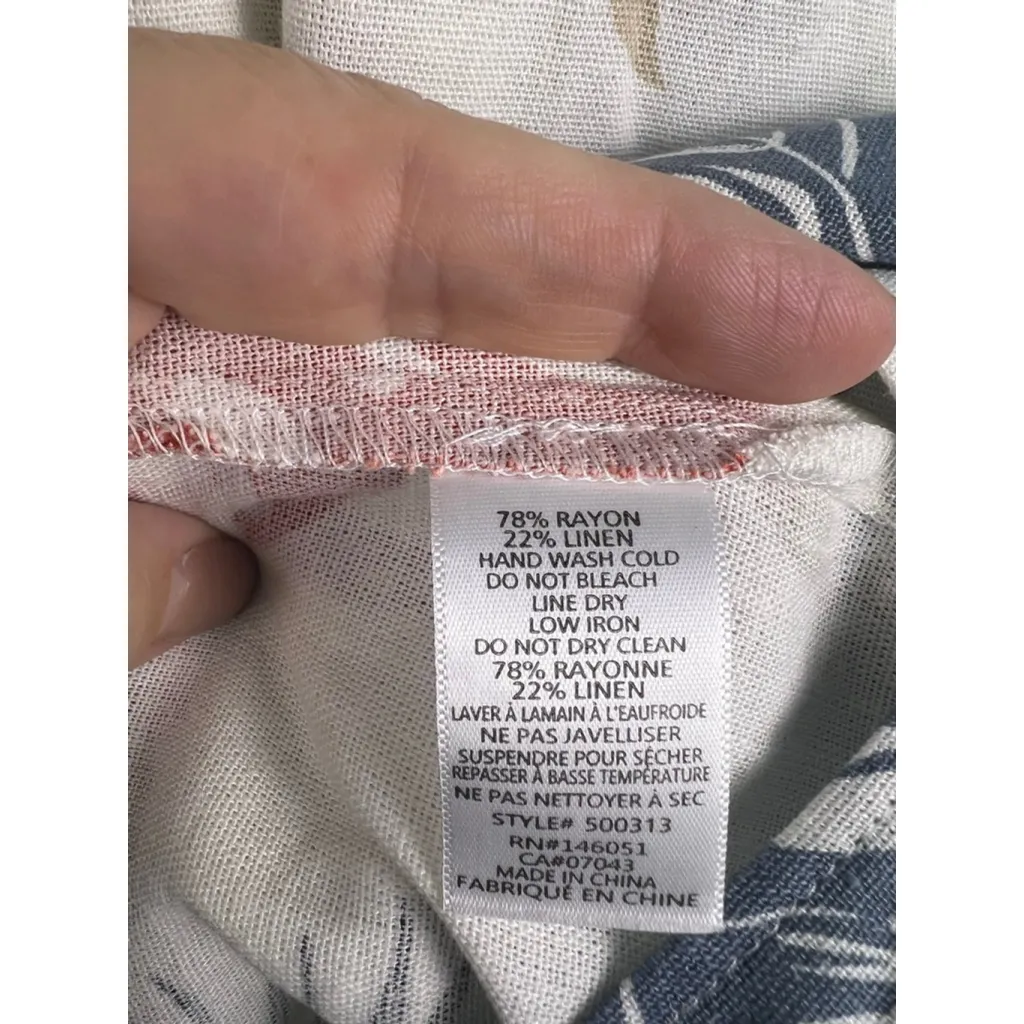 78% RAYON
22% LINEN
HAND WASH COLD
DO NOT BLEACH
LINE DRY
LOW IRON
DO NOT DRY CLEAN
78% RAYONNE
22% LINEN
LAVER À LAMAIN À L'EAUFROIDE
NE PAS JAVELLISER
SUSPENDRE POUR SÉCHER
REPASSER À BASSE TEMPÉRATURE
NE PAS NETTOYER À SEC
STYLE# 500313
RN#146051
CA#07043
MADE IN CHINA
FABRIQUÉ EN CHINE